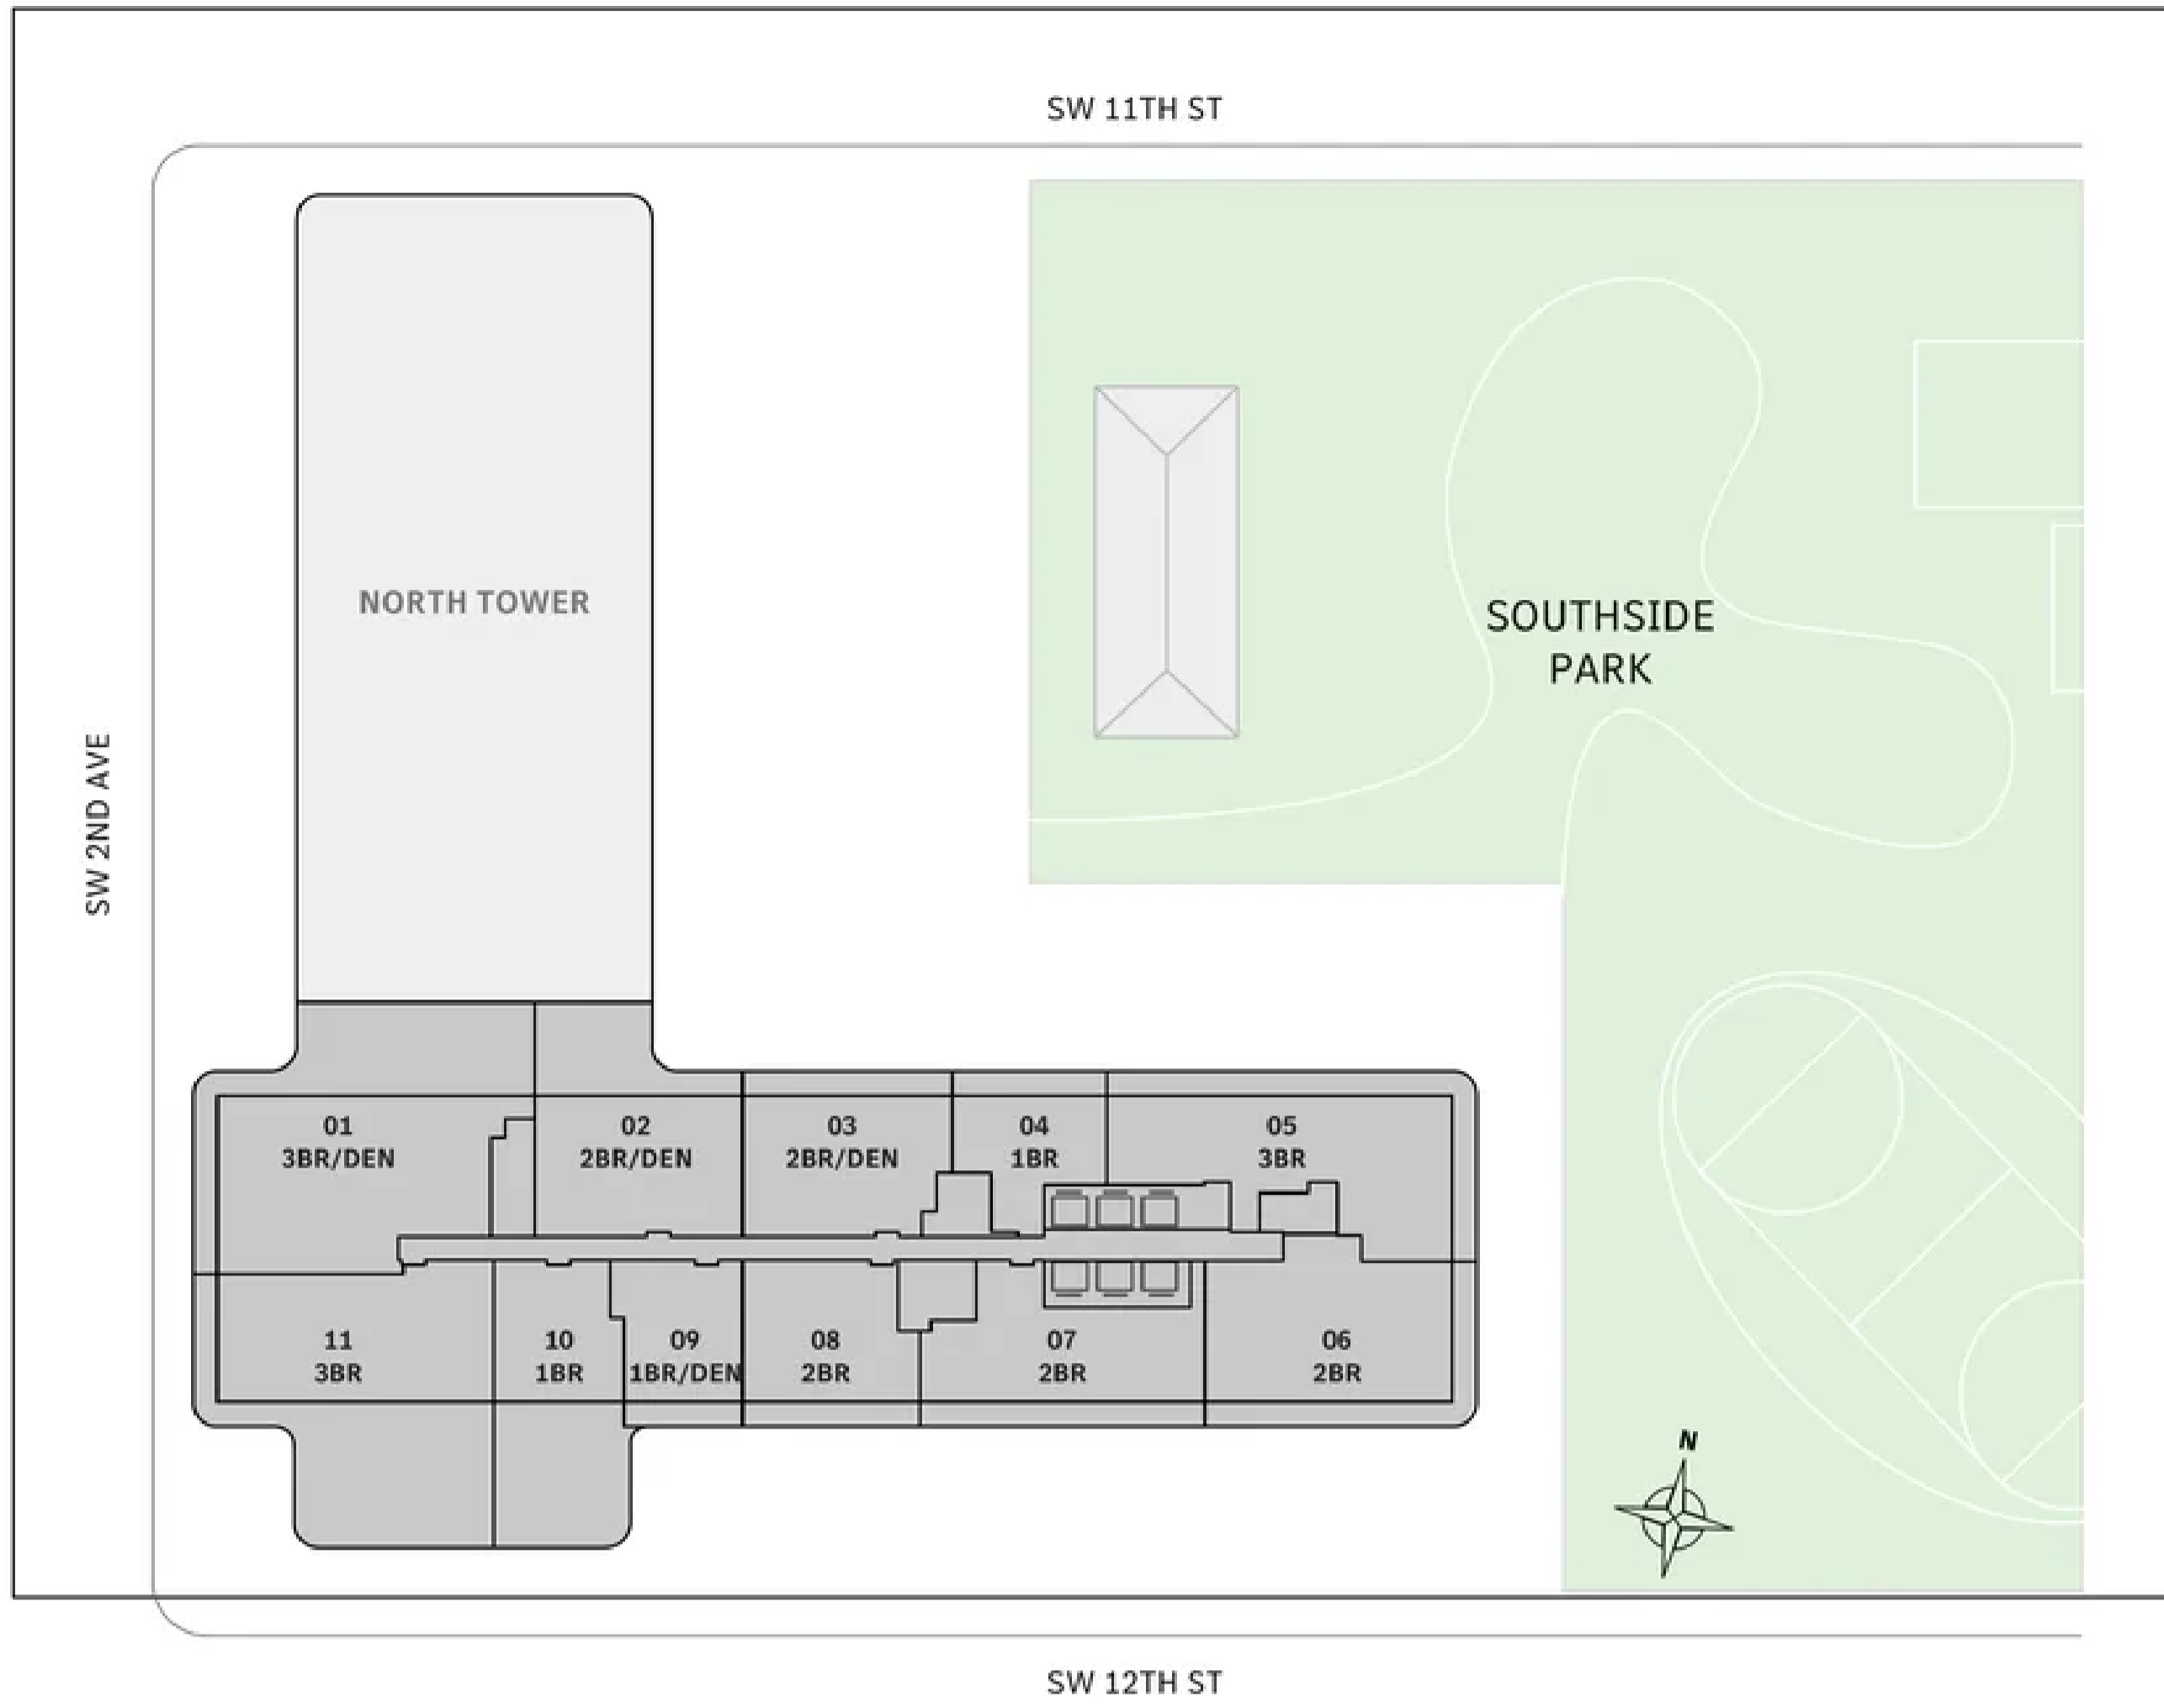 SW 11TH ST
NORTH TOWER
SOUTHSIDE
PARK
SW 2ND AVE
01
3BR/DEN
02
2BR/DEN
03
2BR/DEN
04
1BR
05
3BR
11
3BR
10
1BR
09
1BR/DEN
08
2BR
07
2BR
06
2BR
N
SW 12TH ST